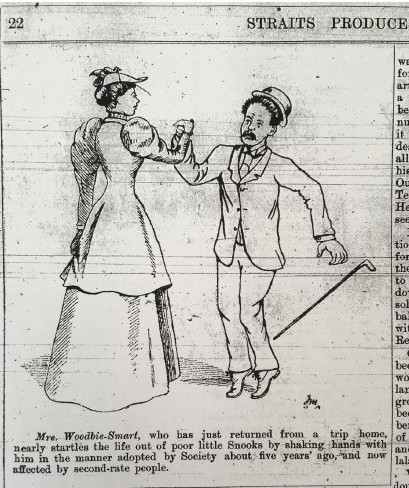 22 STRAITS PRODUCE
Mrs. Woodbie-Smart, who has just returned from a trip home,
nearly startles the life out of poor little Snooks by shaking hands with
him in the manner adopted by Society about five years' ago, and now
affected by second-rate people.